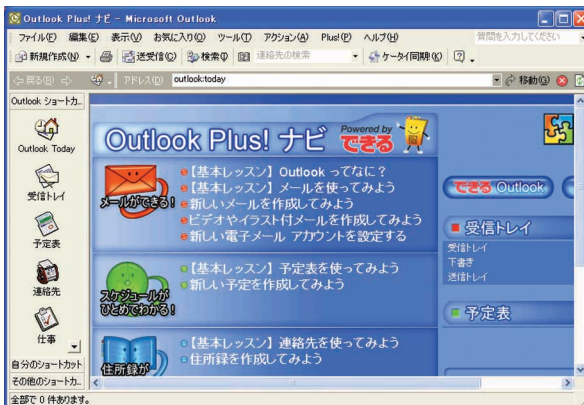 Outlook Plus! ナビ - Microsoft Outlook
ファイル(F) 編集(E) 表示(V) お気に入り(O) ツール(T) アクション(A) Plus!(P) ヘルプ(H) 質問を入力してください
新規作成(N) 送受信(C) 検索(I) 連絡先の検索 ケータイ同期(K)
戻る(B) アドレス(D) outlook:today 移動(G)
Outlook ショートカ...
Outlook Today
受信トレイ
予定表
連絡先
仕事
自分のショートカット
その他のショートカ...
Outlook Plus! ナビ
Powered by
できる
メールができる!
【基本レッスン】Outlook ってなに?
【基本レッスン】メールを使ってみよう
新しいメールを作成してみよう
ビデオやイラスト付メールを作成してみよう
新しい電子メール アカウントを設定する
スケジュールが
ひとめでわかる!
【基本レッスン】予定表を使ってみよう
新しい予定を作成してみよう
住所録が
【基本レッスン】連絡先を使ってみよう
住所録を作成してみよう
できる Outlook
受信トレイ
受信トレイ
下書き
送信トレイ
予定表
全部で 0 件あります。